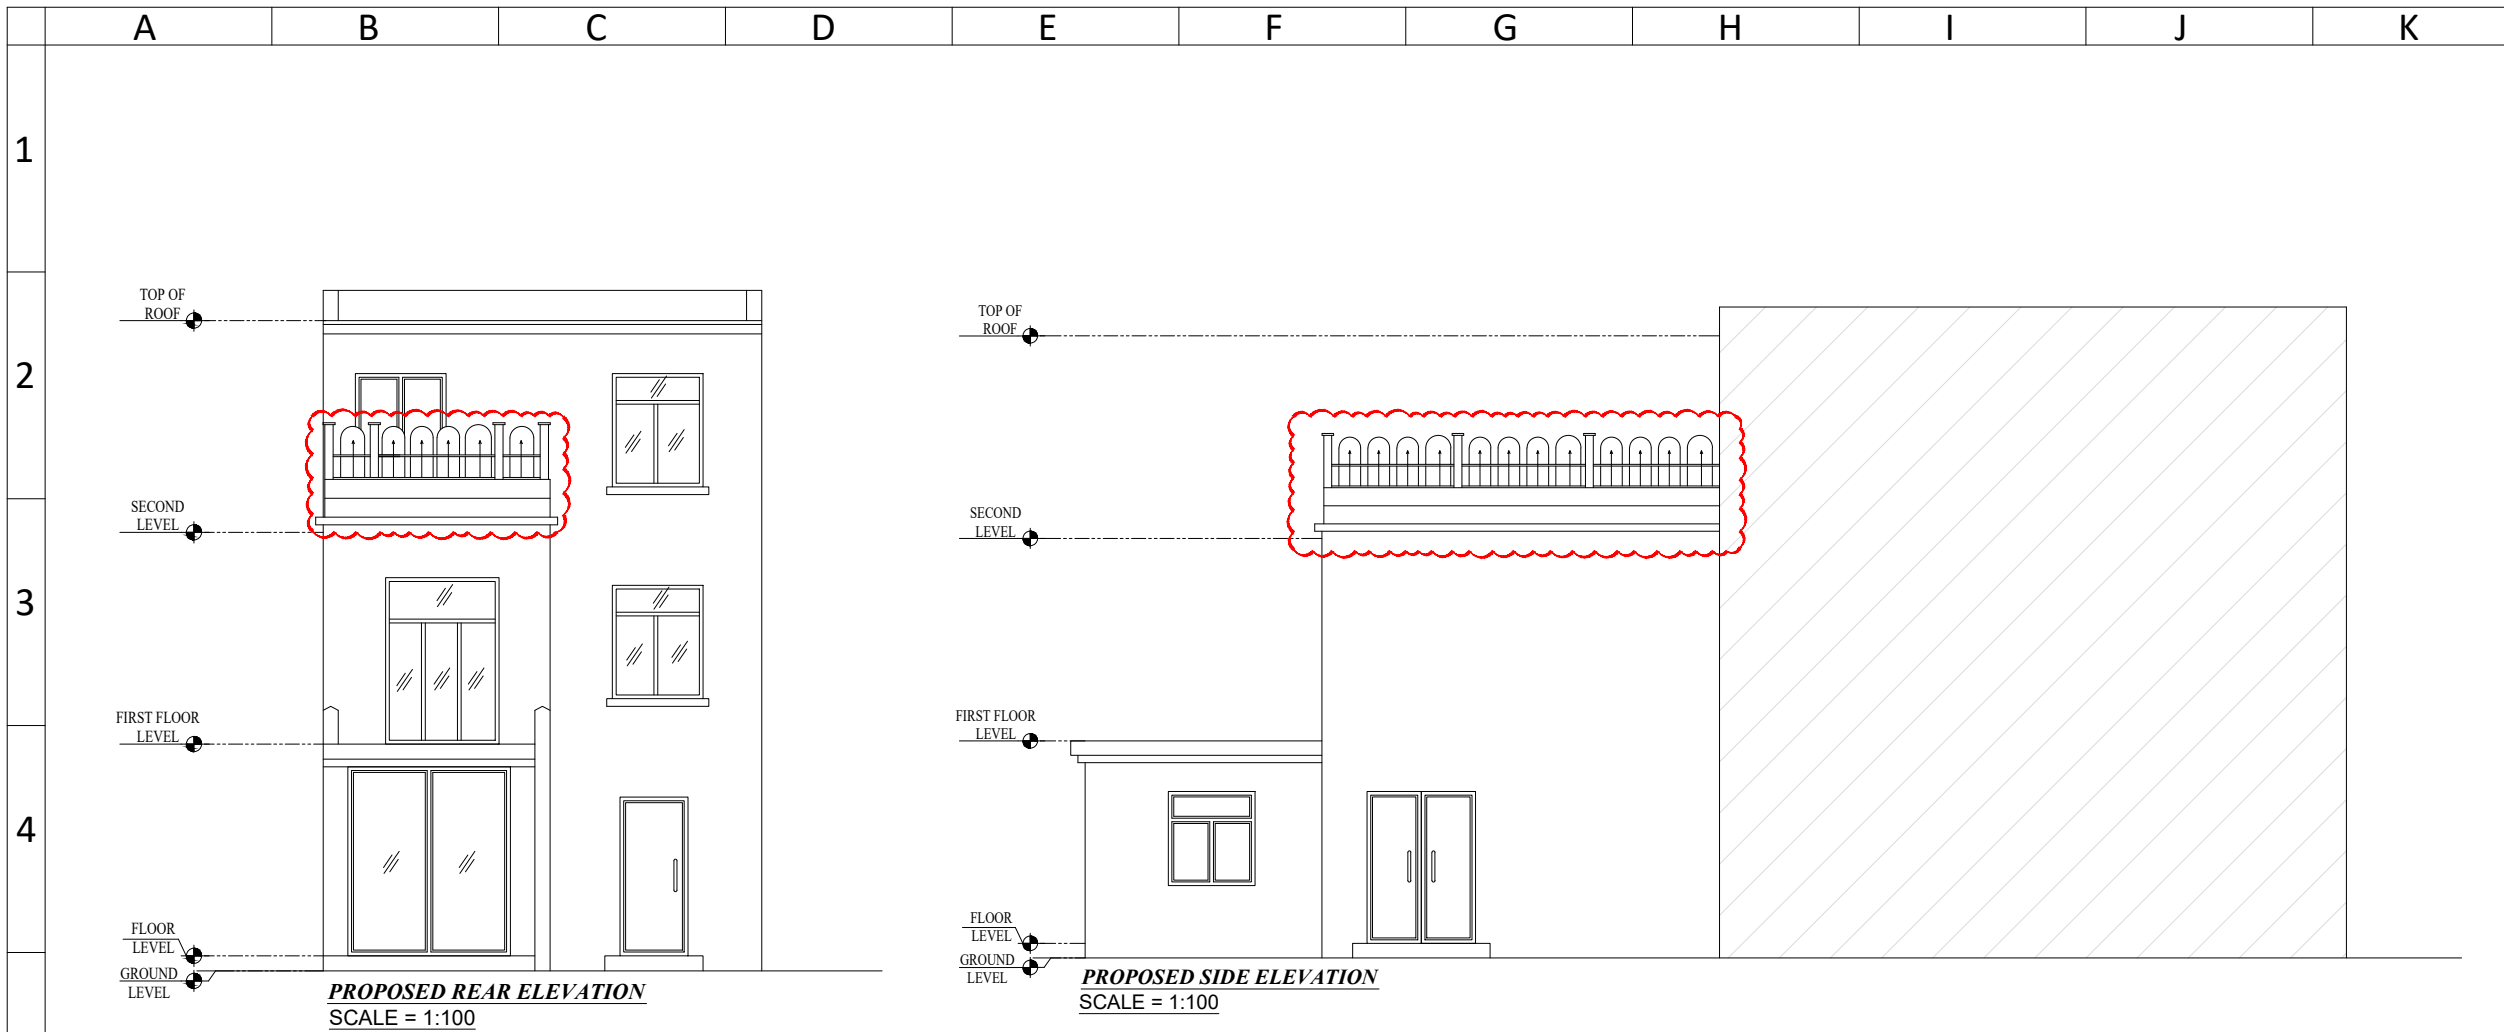 A B C D E F G H I J K
1
2
3
4
TOP OF
ROOF
SECOND
LEVEL
FIRST FLOOR
LEVEL
FLOOR
LEVEL
GROUND
LEVEL
PROPOSED REAR ELEVATION
SCALE = 1:100
TOP OF
ROOF
SECOND
LEVEL
FIRST FLOOR
LEVEL
FLOOR
LEVEL
GROUND
LEVEL
PROPOSED SIDE ELEVATION
SCALE = 1:100